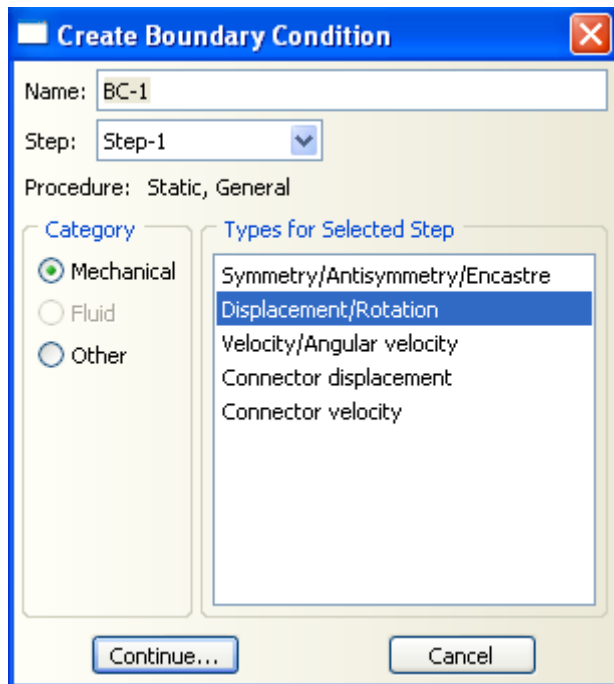 Create Boundary Condition
Name: BC-1
Step: Step-1
Procedure: Static, General
Category
Mechanical
Fluid
Other
Types for Selected Step
Symmetry/Antisymmetry/Encastre
Displacement/Rotation
Velocity/Angular velocity
Connector displacement
Connector velocity
Continue... Cancel